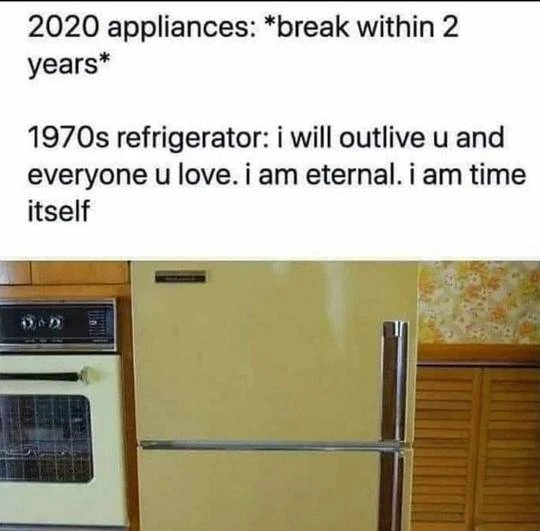 2020 appliances: *break within 2
years*
1970s refrigerator: i will outlive u and
everyone u love. i am eternal. i am time
itself